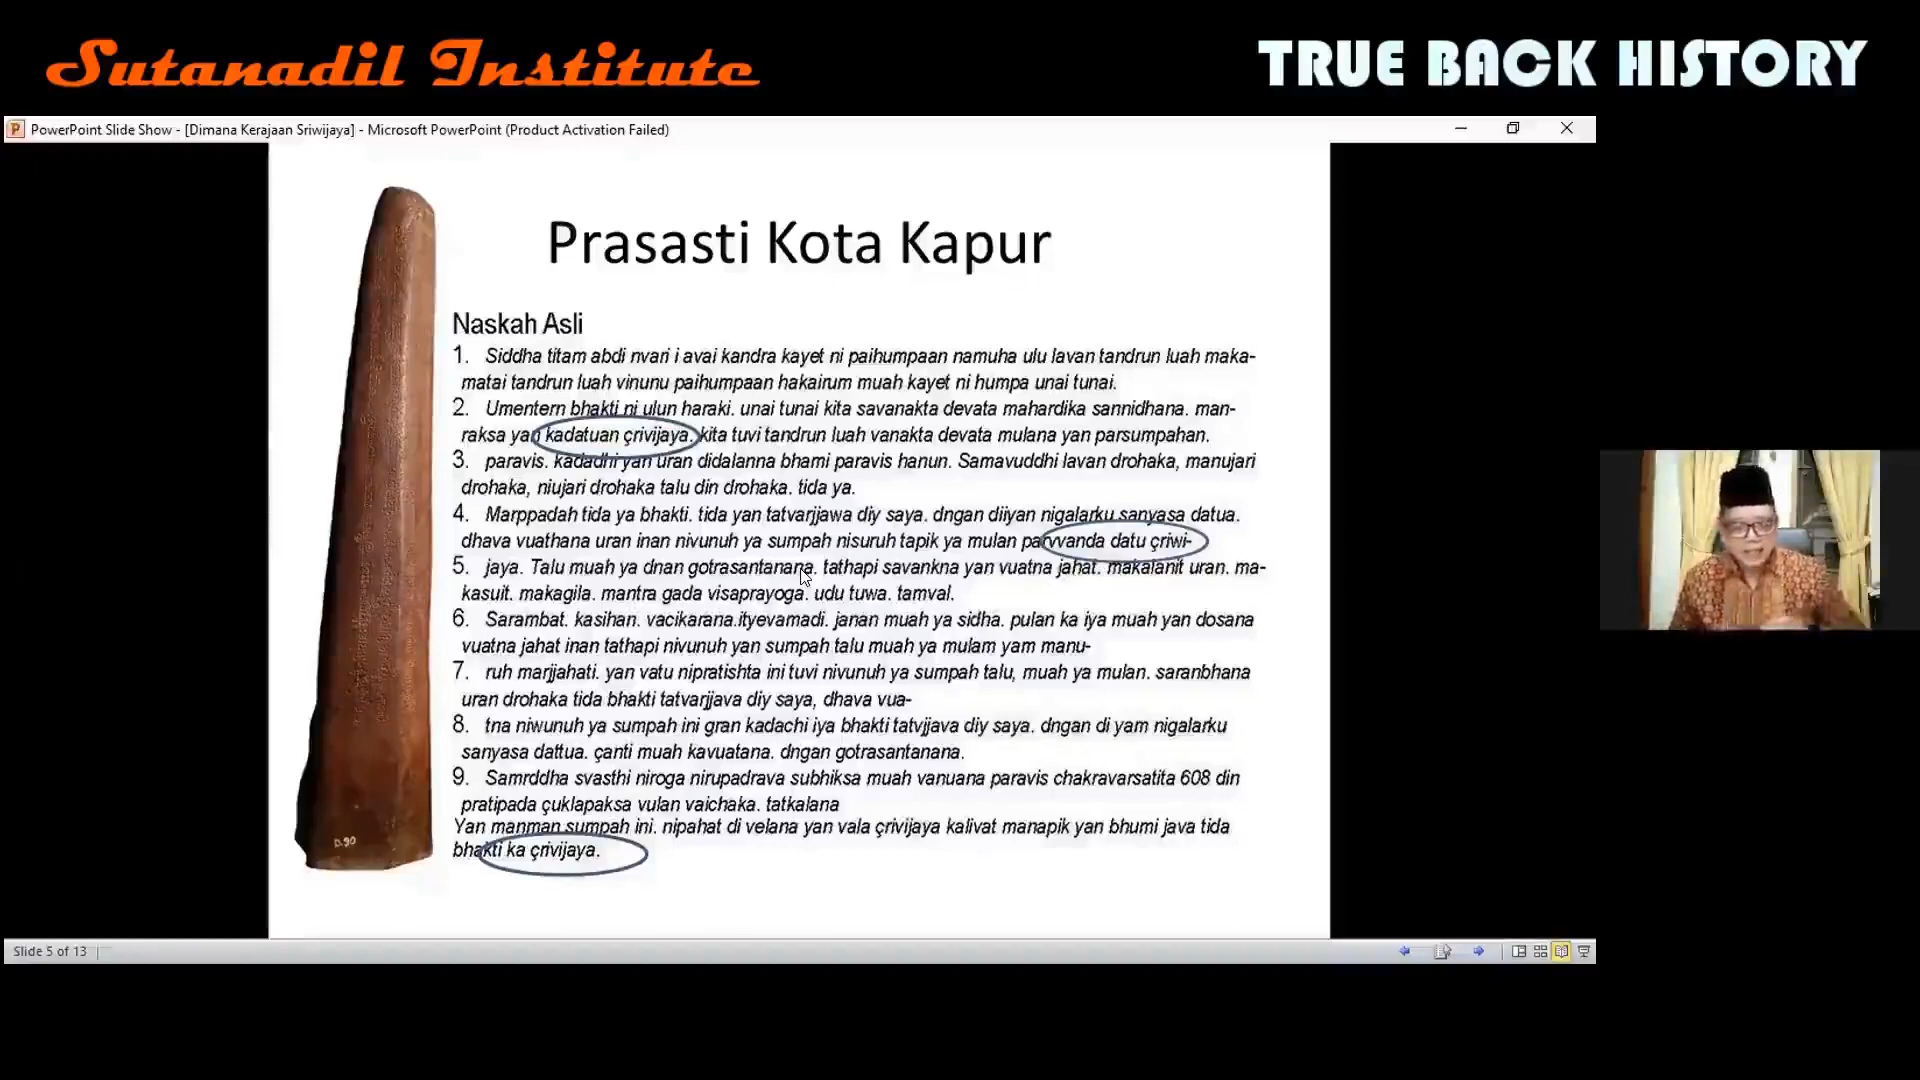 Sutanadil Institute
TRUE BACK HISTORY
PowerPoint Slide Show - [Dimana Kerajaan Sriwijaya] - Microsoft PowerPoint (Product Activation Failed)
Prasasti Kota Kapur
Naskah Asli
1. Siddha titam abdi nvari i avai kandra kayet ni paihumpaan namuha ulu lavan tandrun luah maka-
matai tandrun luah vinunu paihumpaan hakairum muah kayet ni humpa unai tunai.
2. Umentern bhakti ni ulun haraki. unai tunai kita savanakta devata mahardika sannidhana. man-
raksa yan kadatuan çrivijaya. kita tuvi tandrun luah vanakta devata mulana yan parsumpahan.
3. paravis. kadadhi yan uran didalanna bhami paravis hanun. Samavuddhi lavan drohaka, manujari
drohaka, niujari drohaka talu din drohaka. tida ya.
4. Marppadah tida ya bhakti. tida yan tatvarjjawa diy saya. dngan diiyan nigalarku sanyasa datua.
dhava vuathana uran inan nivunuh ya sumpah nisuruh tapik ya mulan parvvanda datu çriwi-
5. jaya. Talu muah ya dnan gotrasantanana. tathapi savankna yan vuatna jahat. makalanit uran. ma-
kasuit. makagila. mantra gada visaprayoga. udu tuwa. tamval.
6. Sarambat. kasihan. vacikarana.ityevamadi. janan muah ya sidha. pulan ka iya muah yan dosana
vuatna jahat inan tathapi nivunuh yan sumpah talu muah ya mulam yam manu-
7. ruh marjjahati. yan vatu nipratishta ini tuvi nivunuh ya sumpah talu, muah ya mulan. saranbhana
uran drohaka tida bhakti tatvarjjava diy saya, dhava vua-
8. tna niwunuh ya sumpah ini gran kadachi iya bhakti tatvjjava diy saya. dngan di yam nigalarku
sanyasa dattua. çanti muah kavuatana. dngan gotrasantanana.
9. Samrddha svasthi niroga nirupadrava subhiksa muah vanuana paravis chakravarsatita 608 din
pratipada çuklapaksa vulan vaichaka. tatkalana
Yan manman sumpah ini. nipahat di velana yan vala çrivijaya kalivat manapik yan bhumi java tida
bhakti ka çrivijaya.
D.90
Slide 5 of 13